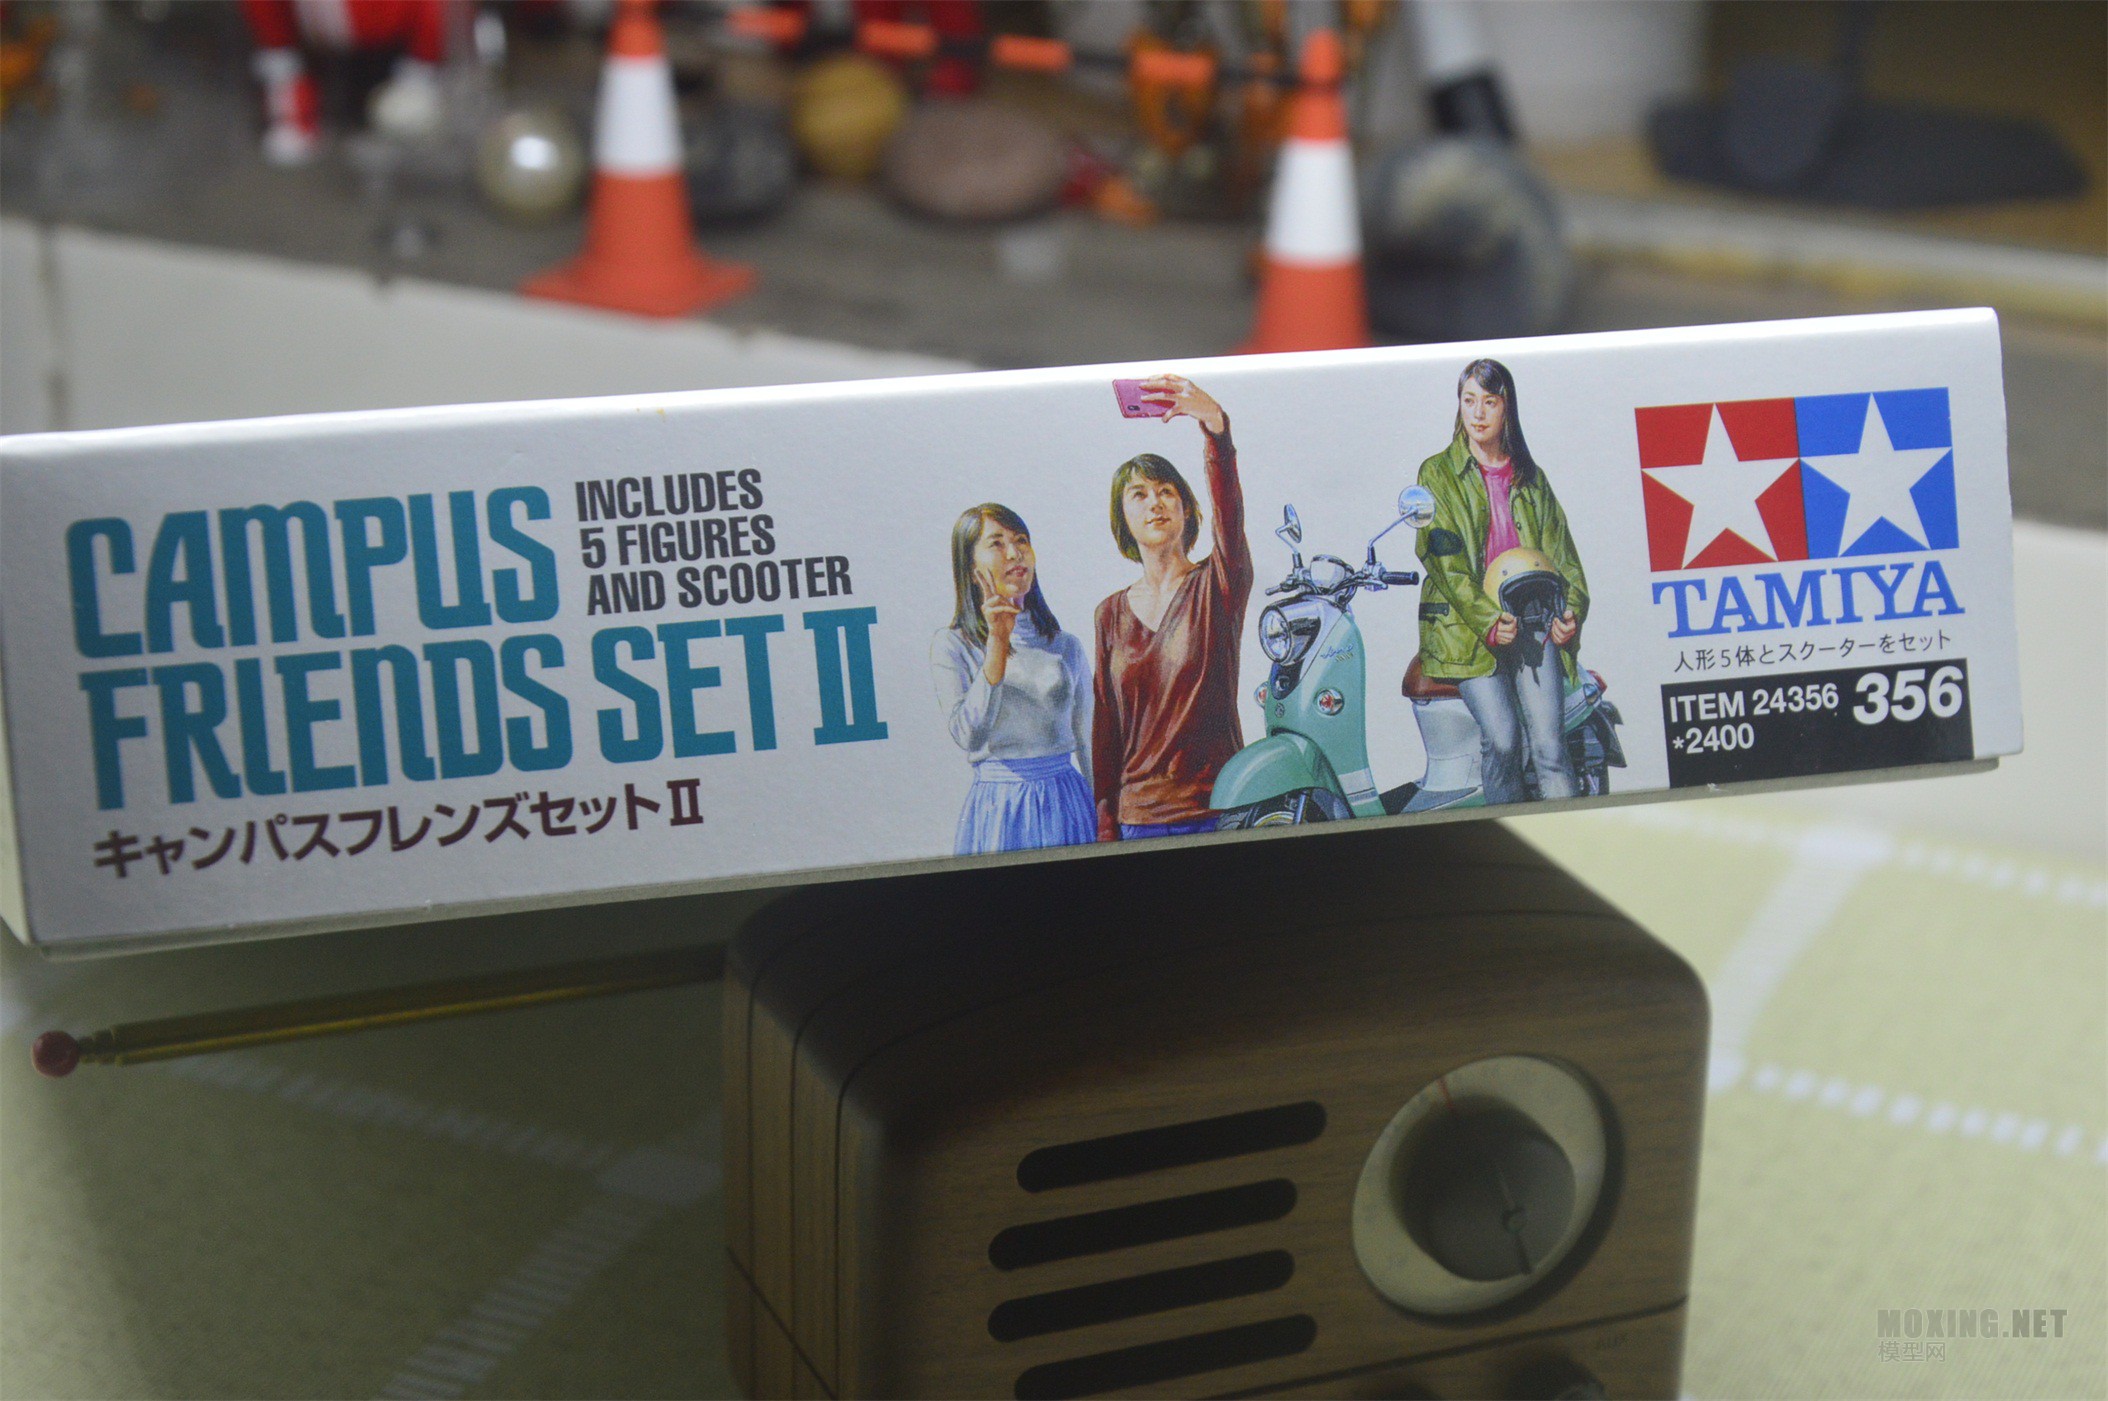 CAMPUS
FRIENDS SET II
INCLUDES
5 FIGURES
AND SCOOTER
キャンパスフレンズセットII
TAMIYA
人形5体とスクーターをセット
ITEM 24356
*2400
356
MOXING.NET
模型网